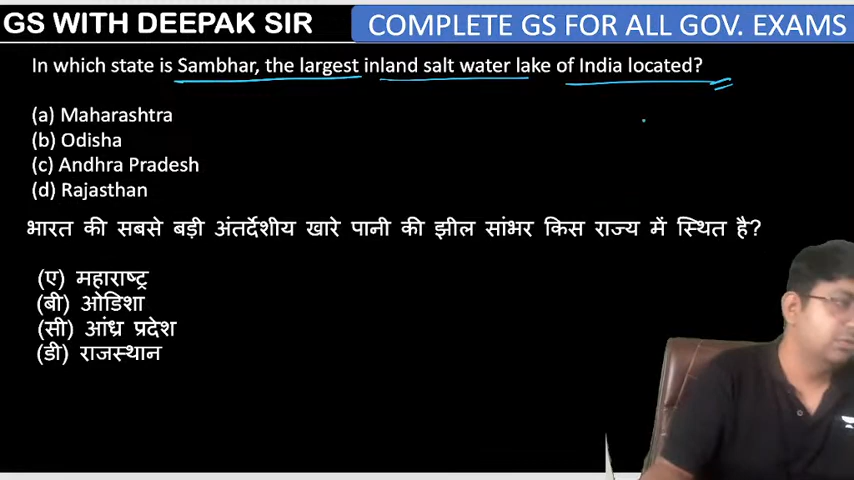 GS WITH DEEPAK SIR
COMPLETE GS FOR ALL GOV. EXAMS
In which state is Sambhar, the largest inland salt water lake of India located?
(a) Maharashtra
(b) Odisha
(c) Andhra Pradesh
(d) Rajasthan
भारत की सबसे बड़ी अंतर्देशीय खारे पानी की झील सांभर किस राज्य में स्थित है?
(ए) महाराष्ट्र
(बी) ओडिशा
(सी) आंध्र प्रदेश
(डी) राजस्थान